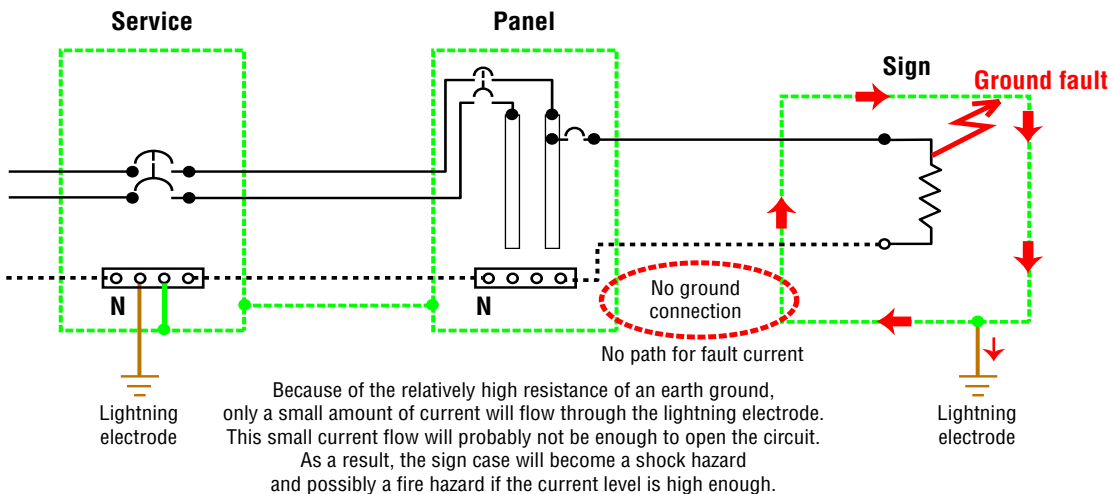 Service
Panel
Sign
Ground fault
N
N
No ground
connection
No path for fault current
Lightning
electrode
Because of the relatively high resistance of an earth ground,
only a small amount of current will flow through the lightning electrode.
This small current flow will probably not be enough to open the circuit.
As a result, the sign case will become a shock hazard
and possibly a fire hazard if the current level is high enough.
Lightning
electrode